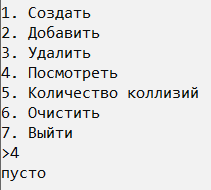 1. Создать
2. Добавить
3. Удалить
4. Посмотреть
5. Количество коллизий
6. Очистить
7. Выйти
>4
пусто